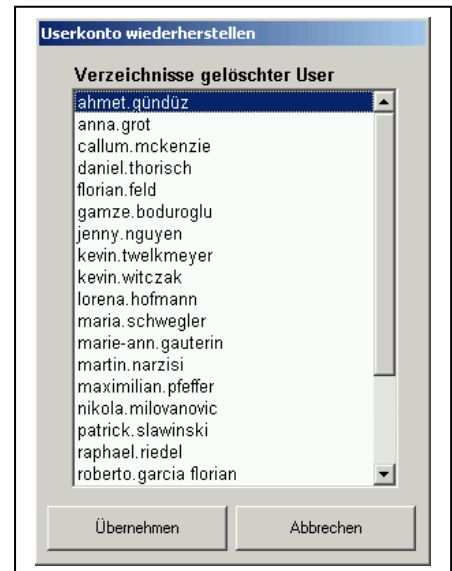 Userkonto wiederherstellen
Verzeichnisse gelöschter User
ahmet.gündüz
anna.grot
callum.mckenzie
daniel.thorisch
florian.feld
gamze.boduroglu
jenny.nguyen
kevin.twelkmeyer
kevin.witczak
lorena.hofmann
maria.schwegler
marie-ann.gauterin
martin.narzisi
maximilian.pfeffer
nikola.milovanovic
patrick.slawinski
raphael.riedel
roberto.garcia florian
Übernehmen Abbrechen